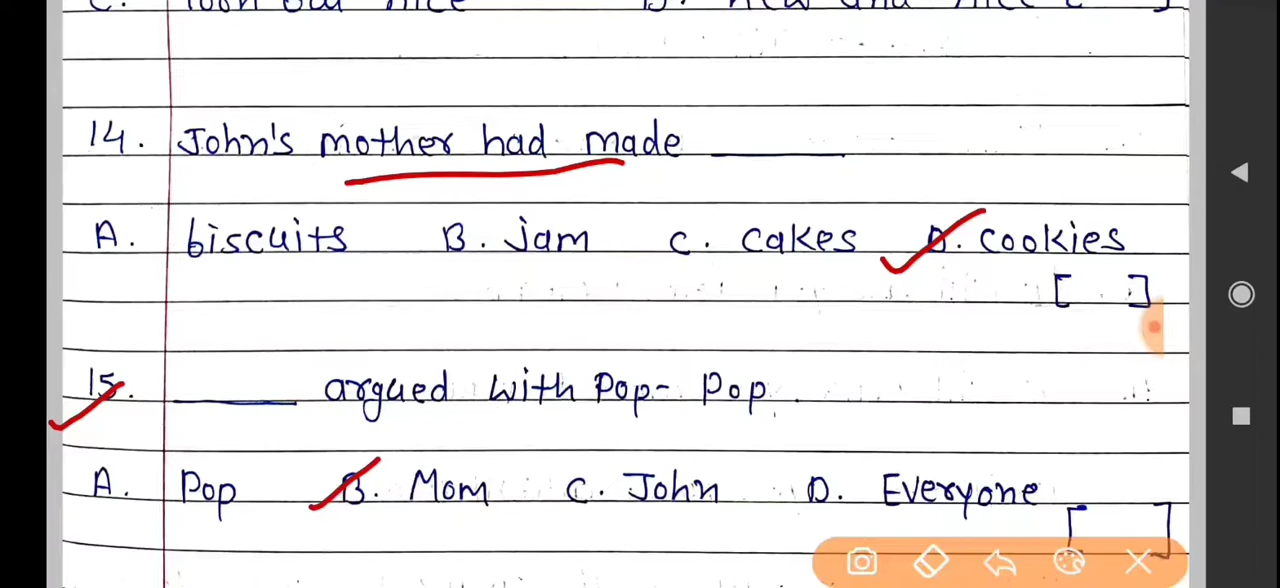 14. John's mother had made ______
A. biscuits B. jam C. cakes D. cookies
[ ]
15. ______ argued with Pop-Pop.
A. Pop B. Mom C. John D. Everyone
[ ]